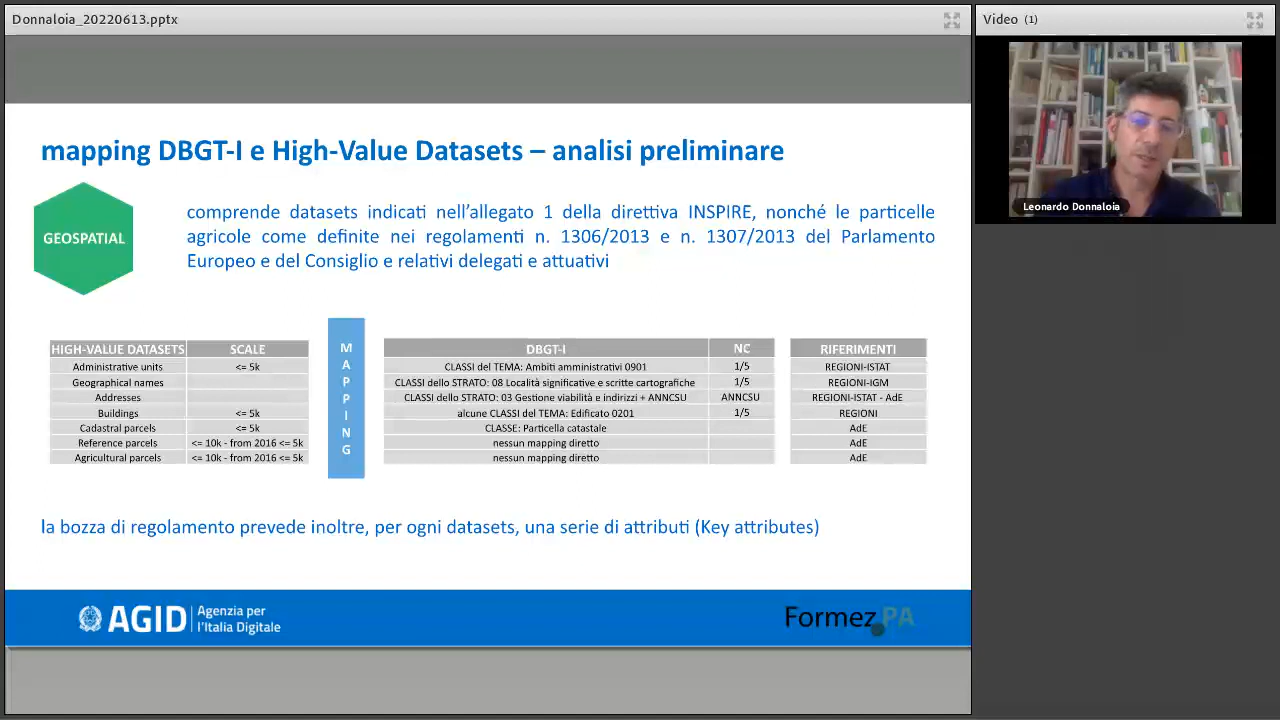 Donnaloia_20220613.pptx
Video (1)
Leonardo Donnaloia
mapping DBGT-I e High-Value Datasets – analisi preliminare
GEOSPATIAL
comprende datasets indicati nell’allegato 1 della direttiva INSPIRE, nonché le particelle
agricole come definite nei regolamenti n. 1306/2013 e n. 1307/2013 del Parlamento
Europeo e del Consiglio e relativi delegati e attuativi
HIGH-VALUE DATASETS SCALE
Administrative units <= 5k
Geographical names
Addresses
Buildings <= 5k
Cadastral parcels <= 5k
Reference parcels <= 10k - from 2016 <= 5k
Agricultural parcels <= 10k - from 2016 <= 5k
M
A
P
P
I
N
G
DBGT-I NC
CLASSI del TEMA: Ambiti amministrativi 0901 1/5
CLASSI dello STRATO: 08 Località significative e scritte cartografiche 1/5
CLASSI dello STRATO: 03 Gestione viabilità e indirizzi + ANNCSU ANNCSU
alcune CLASSI del TEMA: Edificato 0201 1/5
CLASSE: Particella catastale
nessun mapping diretto
nessun mapping diretto
RIFERIMENTI
REGIONI-ISTAT
REGIONI-IGM
REGIONI-ISTAT - AdE
REGIONI
AdE
AdE
AdE
la bozza di regolamento prevede inoltre, per ogni datasets, una serie di attributi (Key attributes)
AGID
Agenzia per
l’Italia Digitale
Formez PA